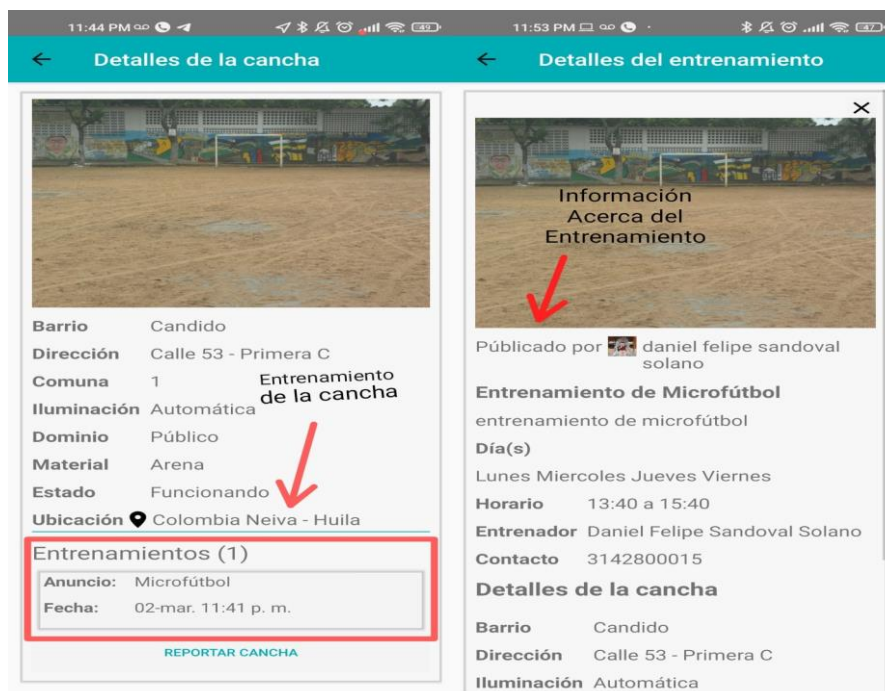 11:44 PM
49
Detalles de la cancha
Barrio Candido
Dirección Calle 53 - Primera C
Comuna 1
Iluminación Automática
Dominio Público
Material Arena
Estado Funcionando
Ubicación Colombia Neiva - Huila
Entrenamiento
de la cancha
Entrenamientos (1)
Anuncio: Microfútbol
Fecha: 02-mar. 11:41 p. m.
REPORTAR CANCHA
11:53 PM
47
Detalles del entrenamiento
Información
Acerca del
Entrenamiento
Públicado por daniel felipe sandoval
solano
Entrenamiento de Microfútbol
entrenamiento de microfútbol
Día(s)
Lunes Miercoles Jueves Viernes
Horario 13:40 a 15:40
Entrenador Daniel Felipe Sandoval Solano
Contacto 3142800015
Detalles de la cancha
Barrio Candido
Dirección Calle 53 - Primera C
Iluminación Automática